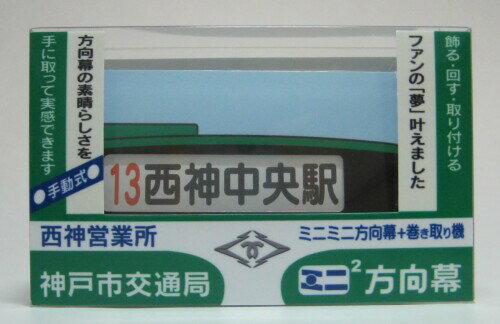 飾る・回す・取り付ける
ファンの「夢」叶えました
方向幕の素晴らしさを
手に取って実感できます
●手動式●
13西神中央駅
西神営業所
ミニミニ方向幕+巻き取り機
神戸市交通局
ミニ2方向幕